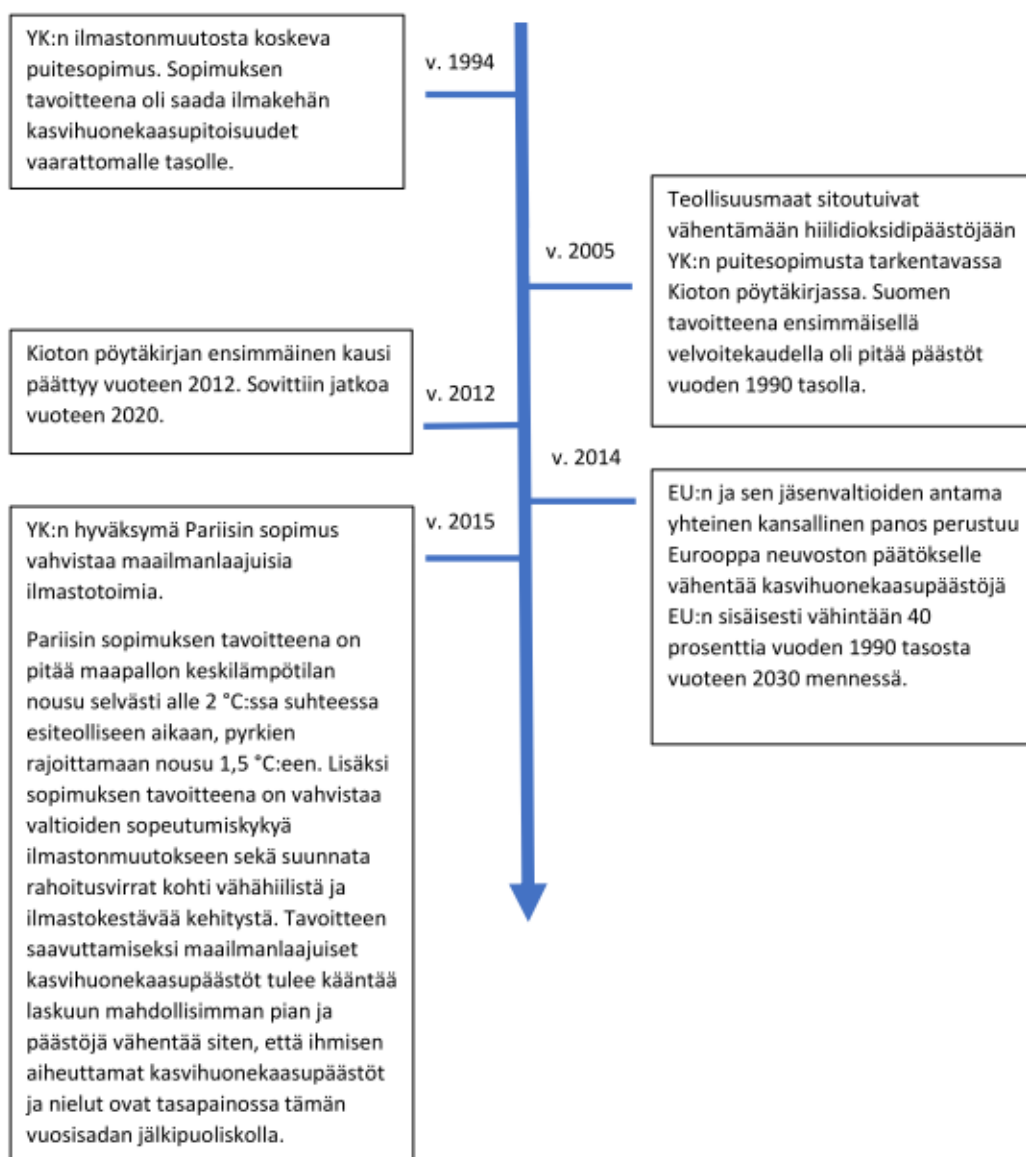 YK:n ilmastonmuutosta koskeva
puitesopimus. Sopimuksen
tavoitteena oli saada ilmakehän
kasvihuonekaasupitoisuudet
vaarattomalle tasolle.
v. 1994
Teollisuusmaat sitoutuivat
vähentämään hiilidioksidipäästöjään
YK:n puitesopimusta tarkentavassa
Kioton pöytäkirjassa. Suomen
tavoitteena ensimmäisellä
velvoitekaudella oli pitää päästöt
vuoden 1990 tasolla.
v. 2005
Kioton pöytäkirjan ensimmäinen kausi
päättyy vuoteen 2012. Sovittiin jatkoa
vuoteen 2020.
v. 2012
v. 2014
EU:n ja sen jäsenvaltioiden antama
yhteinen kansallinen panos perustuu
Eurooppa neuvoston päätökselle
vähentää kasvihuonekaasupäästöjä
EU:n sisäisesti vähintään 40
prosenttia vuoden 1990 tasosta
vuoteen 2030 mennessä.
v. 2015
YK:n hyväksymä Pariisin sopimus
vahvistaa maailmanlaajuisia
ilmastotoimia.
Pariisin sopimuksen tavoitteena on
pitää maapallon keskilämpötilan
nousu selvästi alle 2 °C:ssa suhteessa
esiteolliseen aikaan, pyrkien
rajoittamaan nousu 1,5 °C:een. Lisäksi
sopimuksen tavoitteena on vahvistaa
valtioiden sopeutumiskykyä
ilmastonmuutokseen sekä suunnata
rahoitusvirrat kohti vähähiilistä ja
ilmastokestävää kehitystä. Tavoitteen
saavuttamiseksi maailmanlaajuiset
kasvihuonekaasupäästöt tulee kääntää
laskuun mahdollisimman pian ja
päästöjä vähentää siten, että ihmisen
aiheuttamat kasvihuonekaasupäästöt
ja nielut ovat tasapainossa tämän
vuosisadan jälkipuoliskolla.